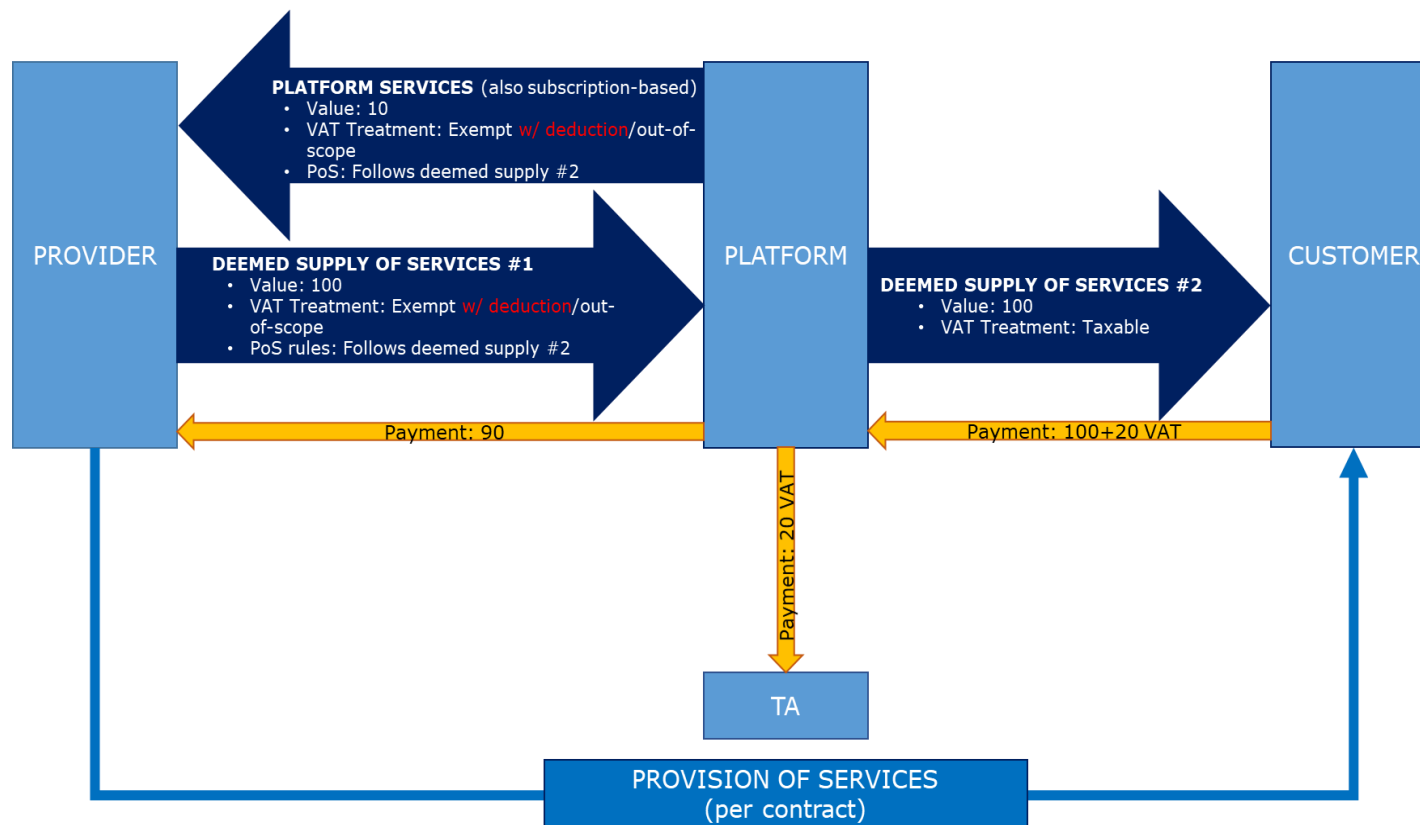 PROVIDER
PLATFORM SERVICES (also subscription-based)
• Value: 10
• VAT Treatment: Exempt w/ deduction/out-of-
scope
• PoS: Follows deemed supply #2
DEEMED SUPPLY OF SERVICES #1
• Value: 100
• VAT Treatment: Exempt w/ deduction/out-
of-scope
• PoS rules: Follows deemed supply #2
PLATFORM
DEEMED SUPPLY OF SERVICES #2
• Value: 100
• VAT Treatment: Taxable
CUSTOMER
Payment: 90
Payment: 100+20 VAT
Payment: 20 VAT
TA
PROVISION OF SERVICES
(per contract)